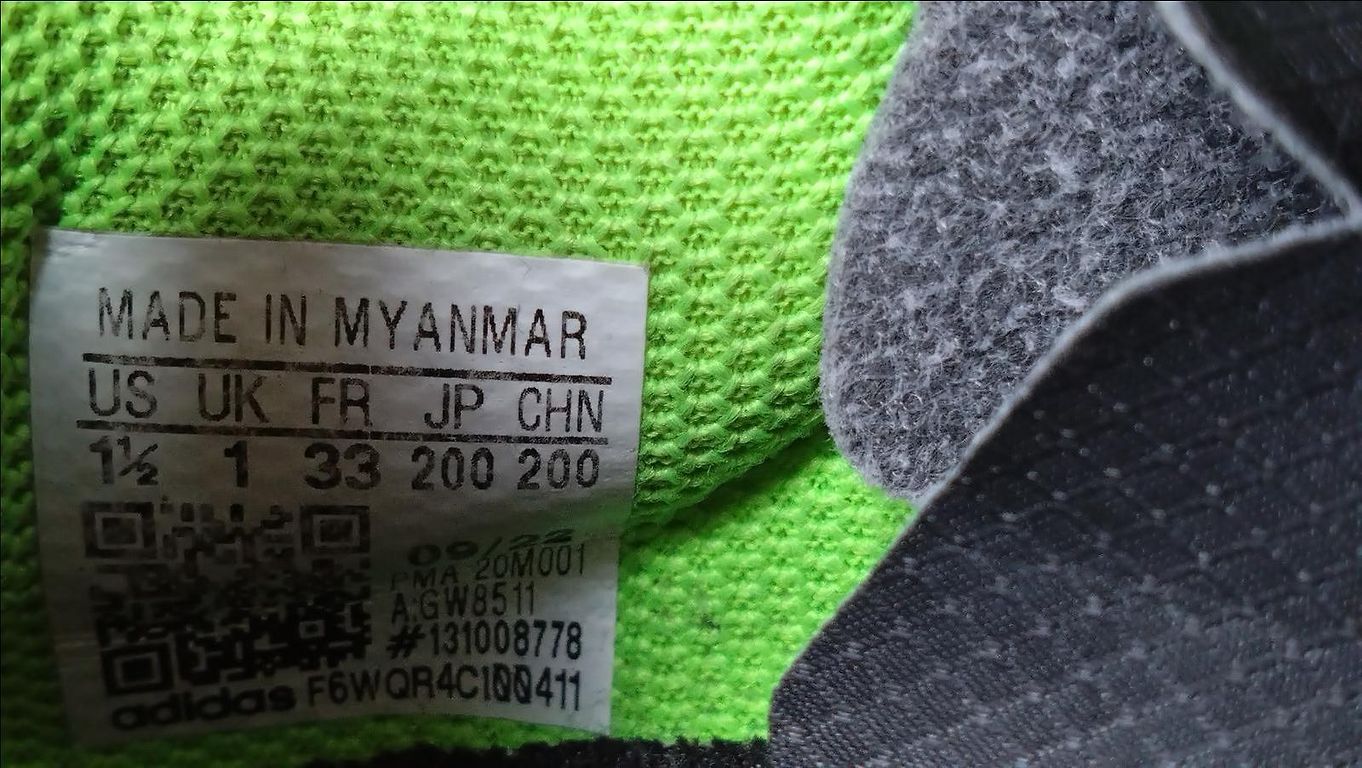 MADE IN MYANMAR
US UK FR JP CHN
1½ 1 33 200 200
09/22
PMA 20M001
A:GW8511
#131008778
adidas F6WQR4C100411